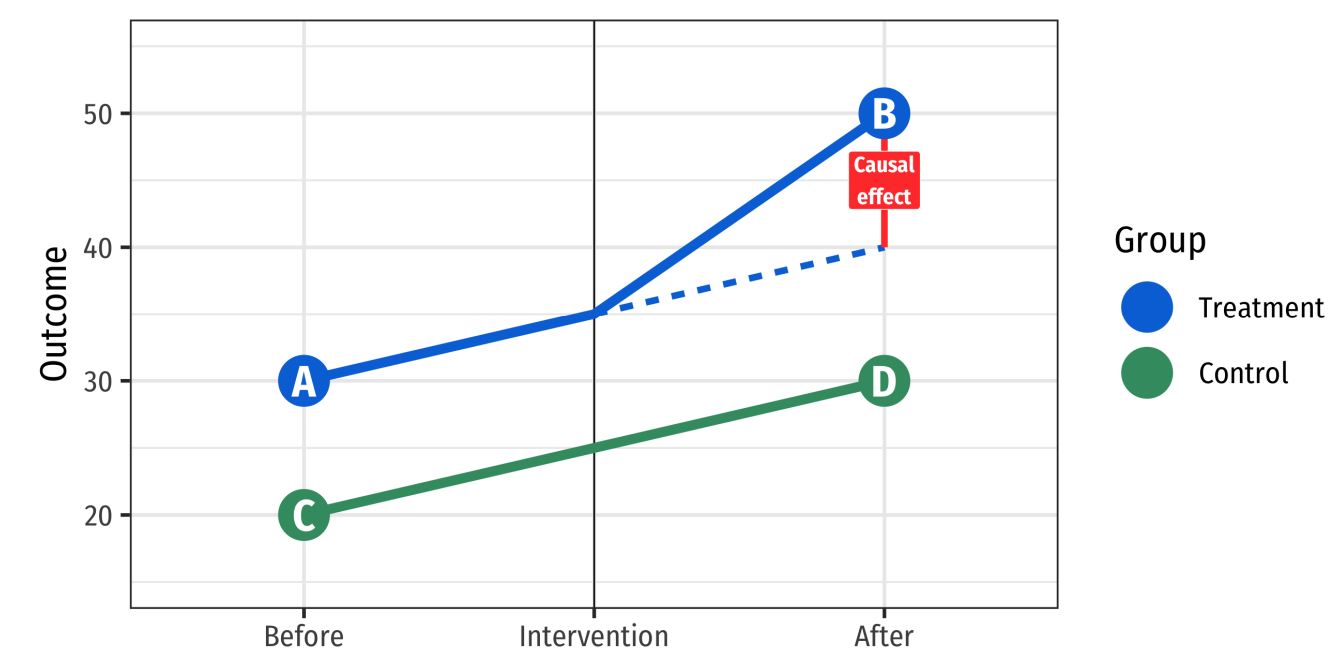 50
40
30
20
Outcome
A
B
C
D
Causal
effect
Before
Intervention
After
Group
Treatment
Control